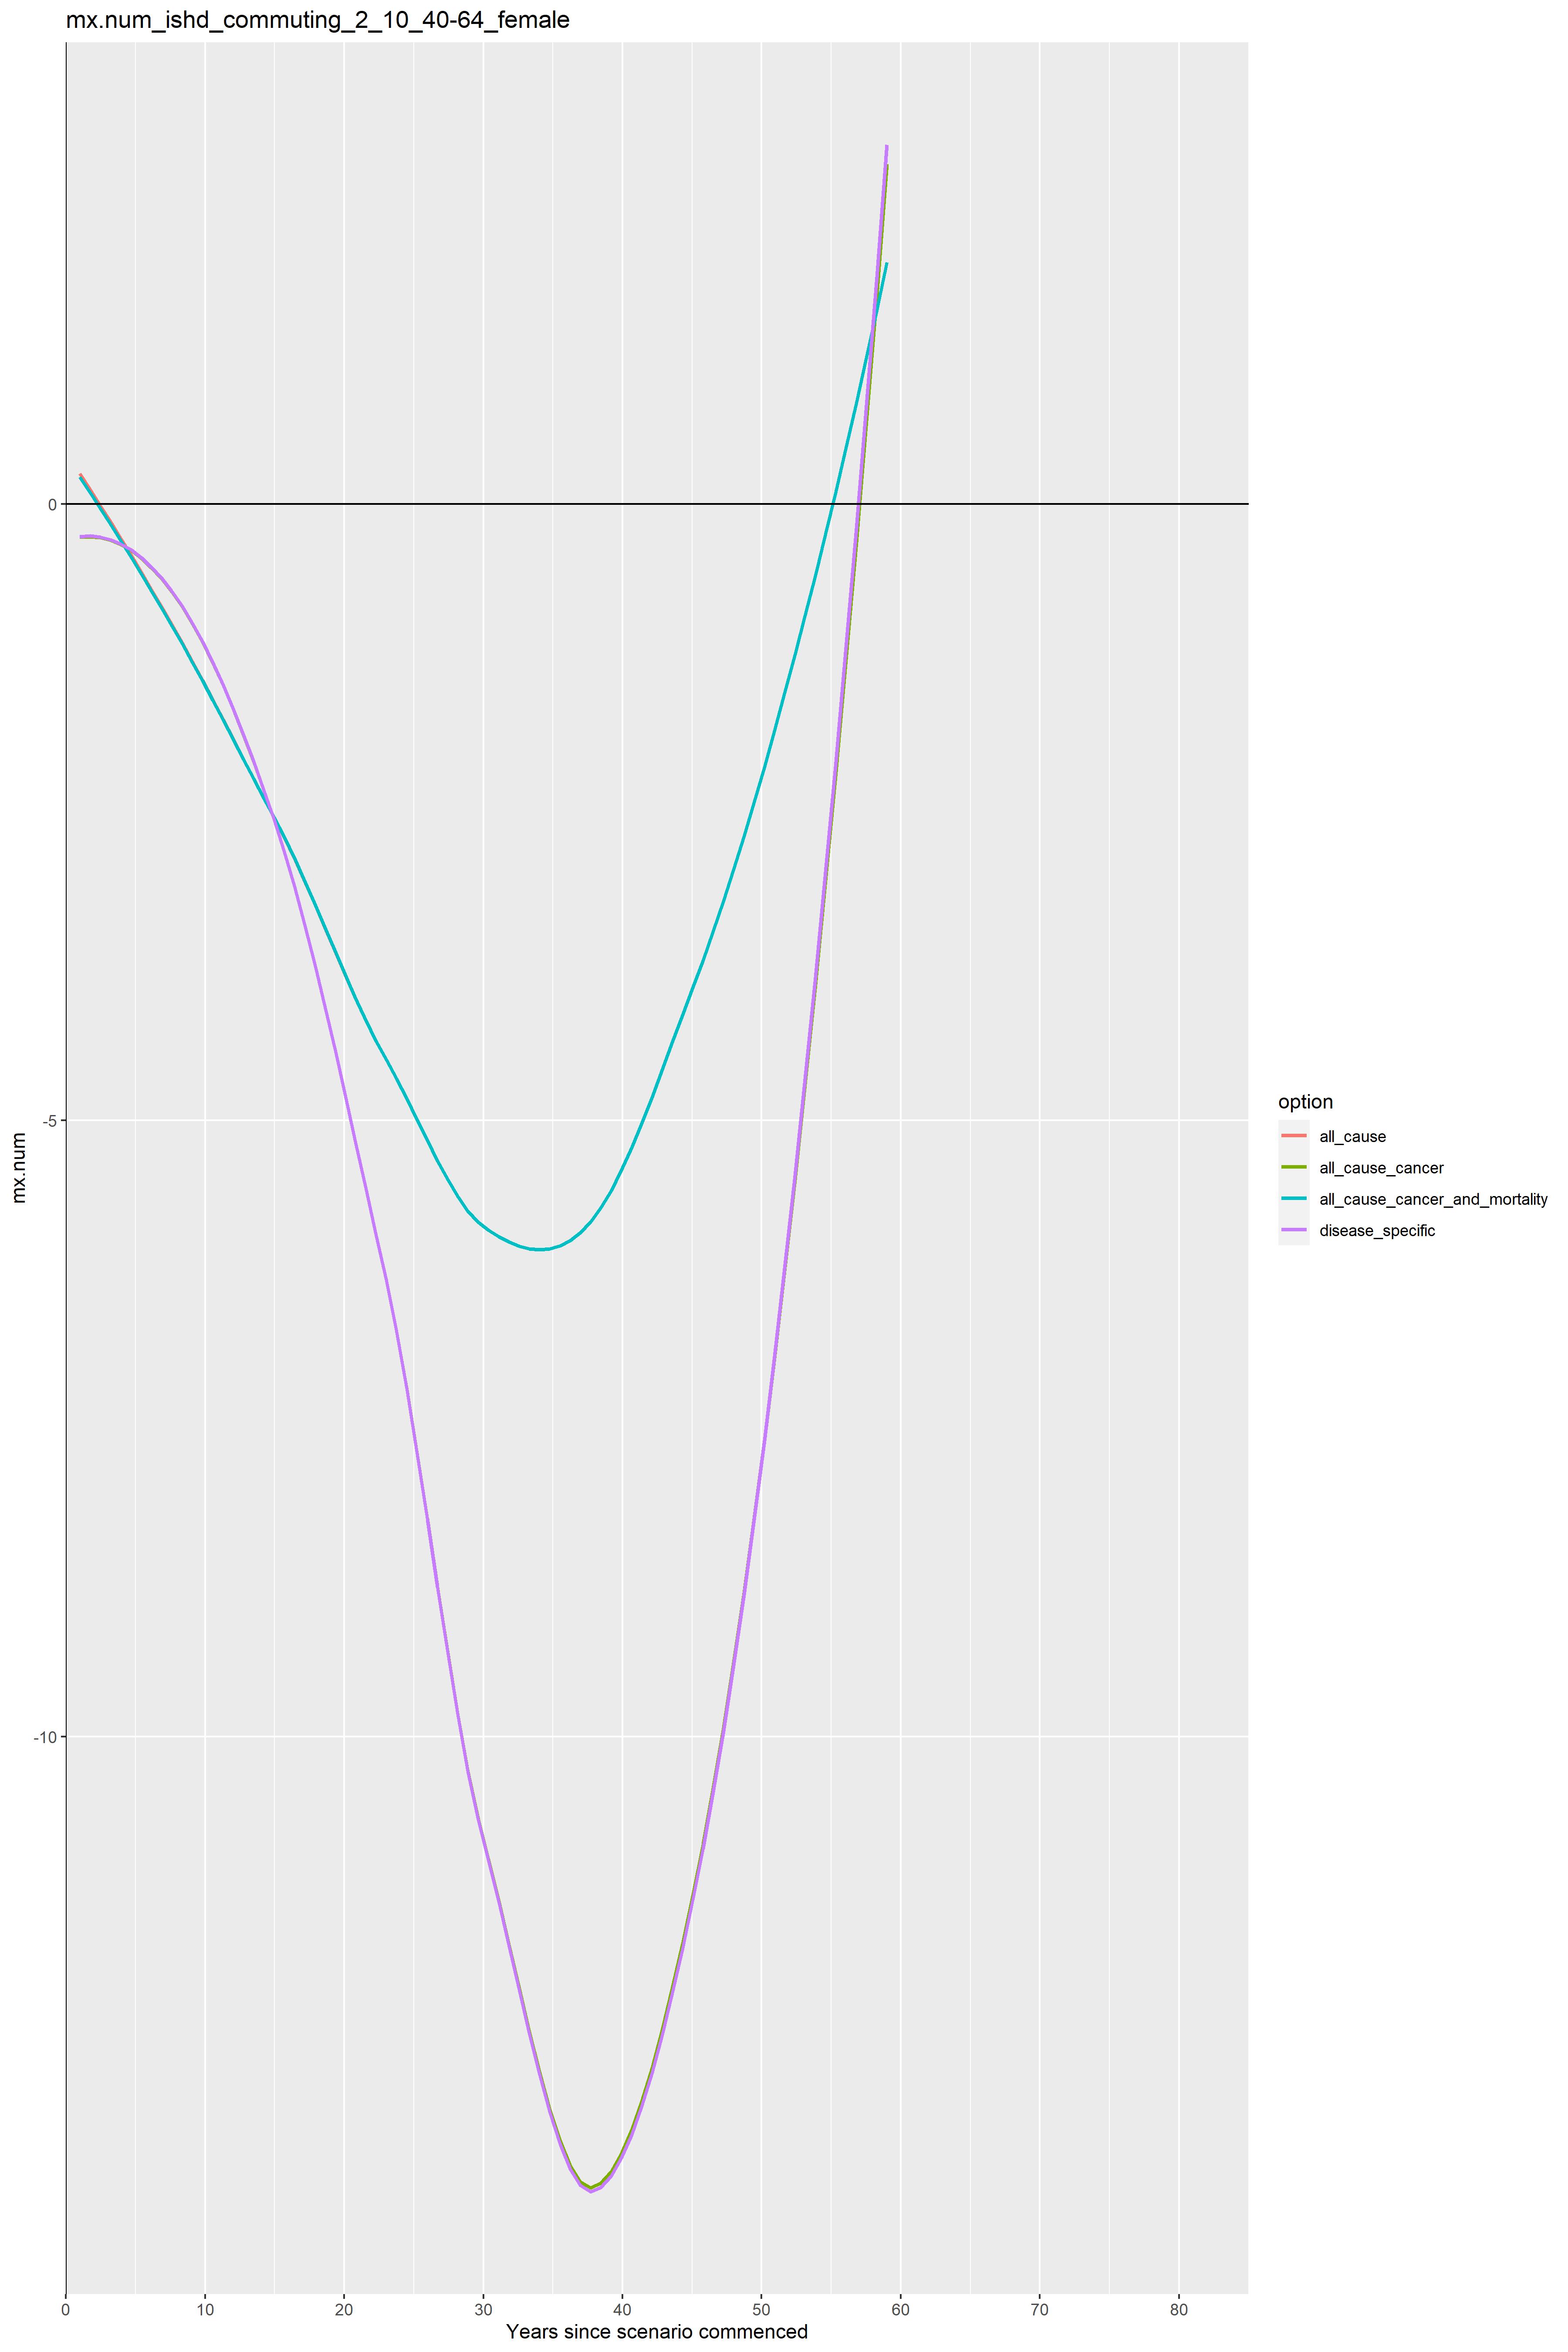 mx.num_ishd_commuting_2_10_40-64_female
0
-5
-10
mx.num
0 10 20 30 40 50 60 70 80
Years since scenario commenced
option
all_cause
all_cause_cancer
all_cause_cancer_and_mortality
disease_specific